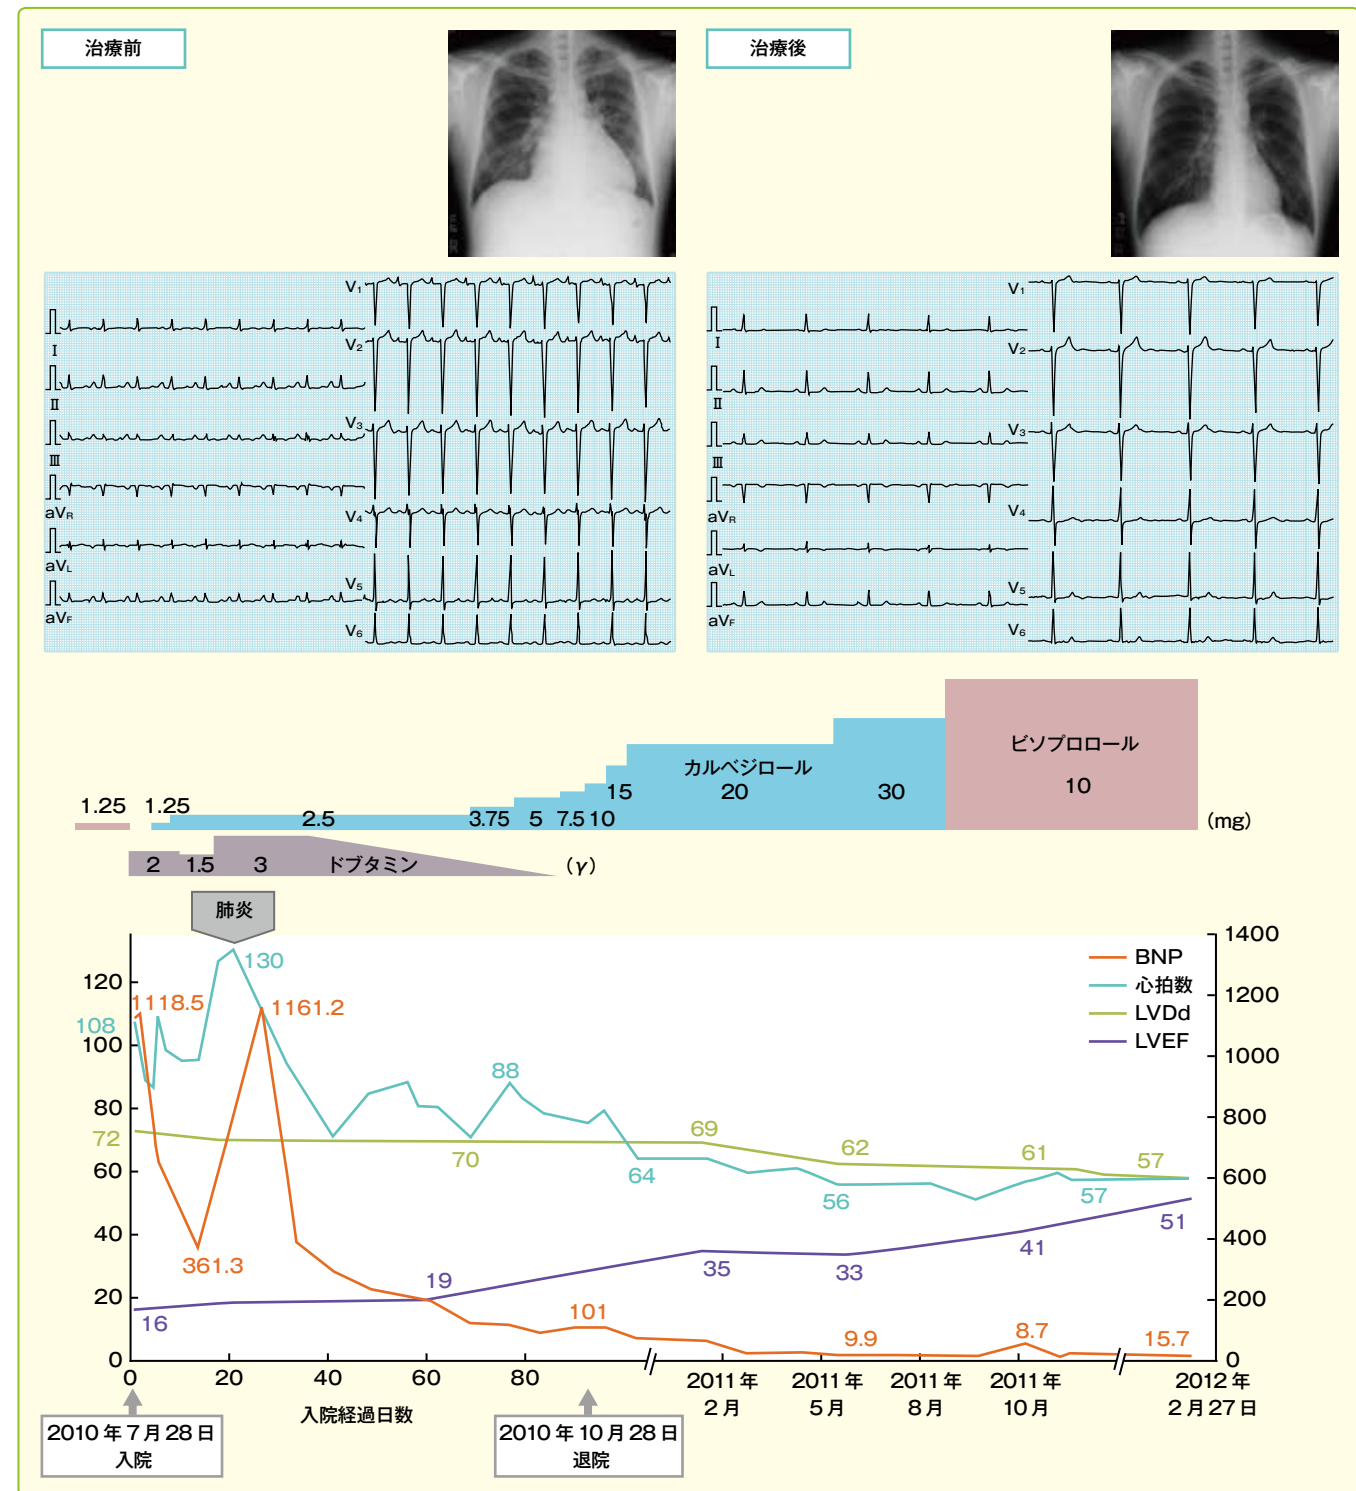 治療前
治療後
I
II
III
aVR
aVL
aVF
V1
V2
V3
V4
V5
V6
I
II
III
aVR
aVL
aVF
V1
V2
V3
V4
V5
V6
1.25
1.25
2.5
3.75
5
7.5
10
15
カルベジロール
20
30
ビソプロロール
10
(mg)
2
1.5
3
ドブタミン
(γ)
肺炎
BNP
心拍数
LVDd
LVEF
120
100
80
60
40
20
0
1400
1200
1000
800
600
400
200
0
108
1118.5
130
1161.2
361.3
88
72
70
69
62
61
57
64
56
57
16
19
35
33
41
51
101
9.9
8.7
15.7
0
20
40
60
80
2011年
2月
2011年
5月
2011年
8月
2011年
10月
2012年
2月27日
入院経過日数
2010年7月28日
入院
2010年10月28日
退院